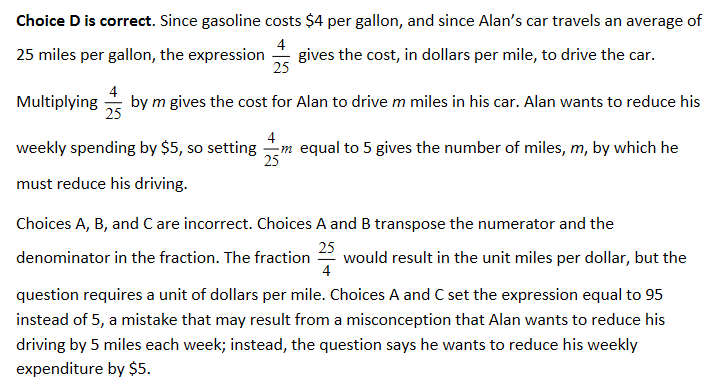 Choice D is correct. Since gasoline costs $4 per gallon, and since Alan’s car travels an average of
25 miles per gallon, the expression 4/25 gives the cost, in dollars per mile, to drive the car.
Multiplying 4/25 by m gives the cost for Alan to drive m miles in his car. Alan wants to reduce his
weekly spending by $5, so setting 4/25 m equal to 5 gives the number of miles, m, by which he
must reduce his driving.
Choices A, B, and C are incorrect. Choices A and B transpose the numerator and the
denominator in the fraction. The fraction 25/4 would result in the unit miles per dollar, but the
question requires a unit of dollars per mile. Choices A and C set the expression equal to 95
instead of 5, a mistake that may result from a misconception that Alan wants to reduce his
driving by 5 miles each week; instead, the question says he wants to reduce his weekly
expenditure by $5.